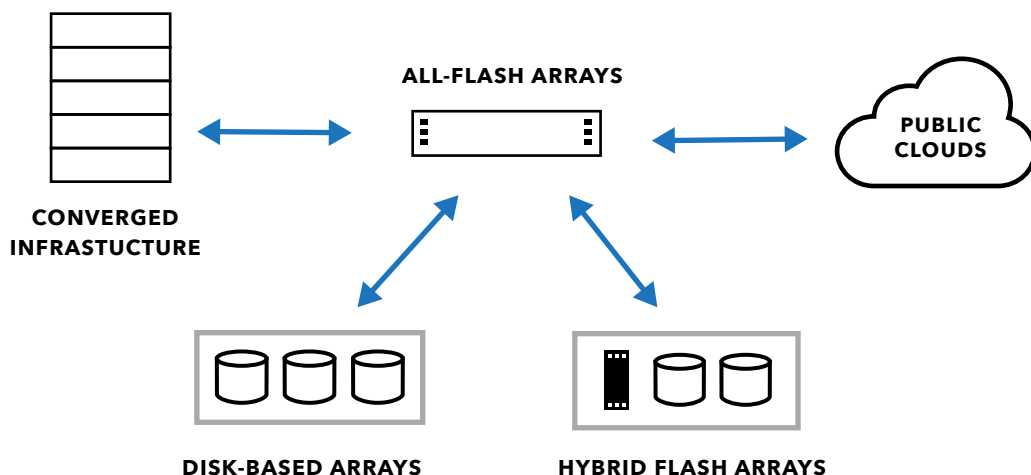 ALL-FLASH ARRAYS
PUBLIC
CLOUDS
CONVERGED
INFRASTUCTURE
DISK-BASED ARRAYS
HYBRID FLASH ARRAYS